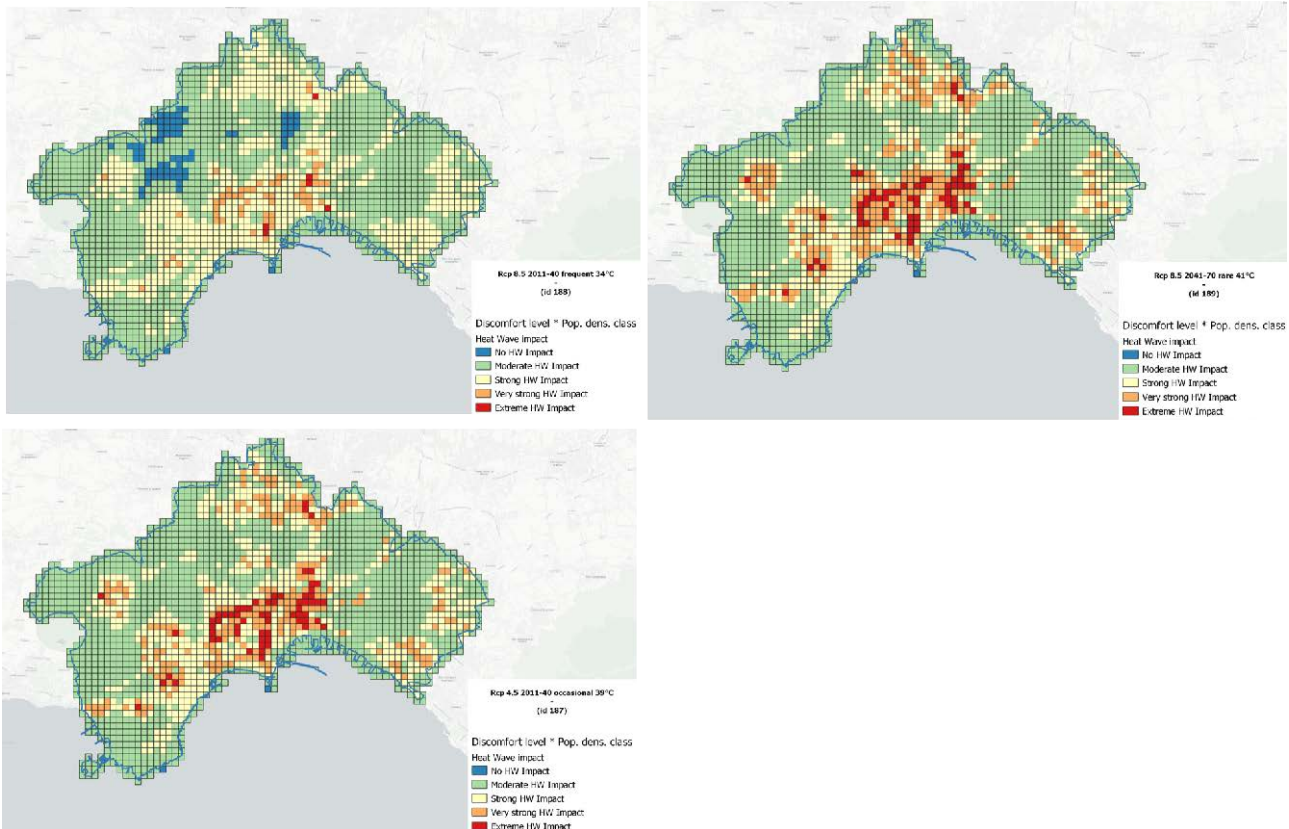 Rcp 8.5 2011-40 frequent 34°C
-
(id 188)
Discomfort level * Pop. dens. class
Heat Wave impact
No HW Impact
Moderate HW Impact
Strong HW Impact
Very strong HW Impact
Extreme HW Impact
Rcp 8.5 2041-70 rare 41°C
-
(id 189)
Discomfort level * Pop. dens. class
Heat Wave impact
No HW Impact
Moderate HW Impact
Strong HW Impact
Very strong HW Impact
Extreme HW Impact
Rcp 4.5 2011-40 occasional 39°C
-
(id 187)
Discomfort level * Pop. dens. class
Heat Wave impact
No HW Impact
Moderate HW Impact
Strong HW Impact
Very strong HW Impact
Extreme HW Impact